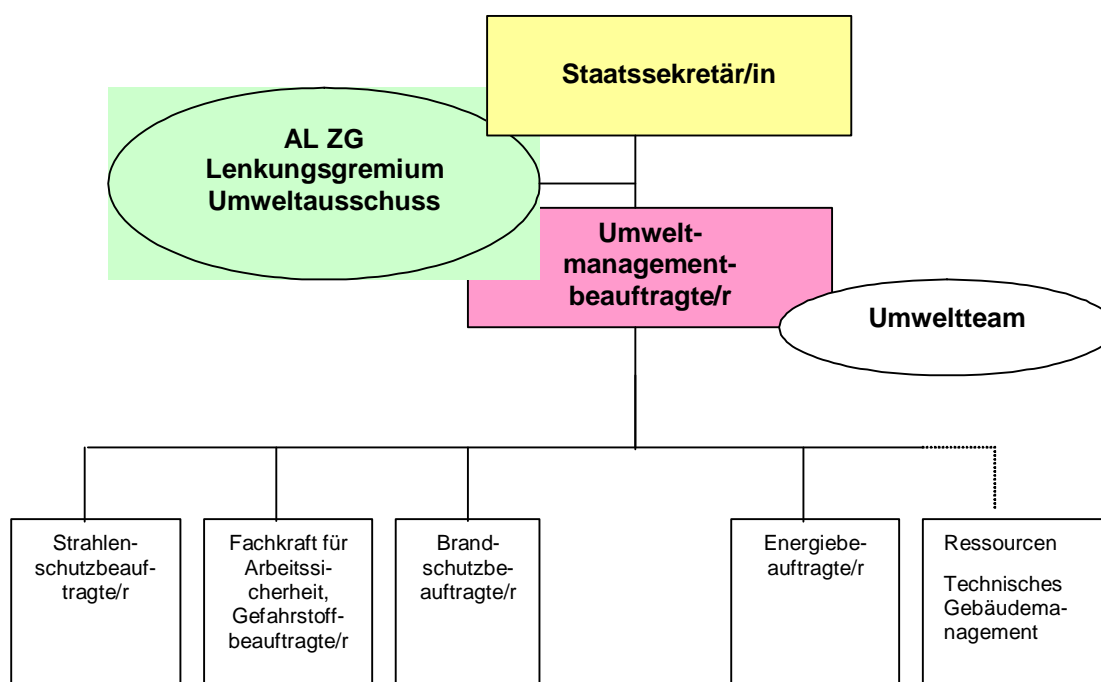 Staatssekretär/in
AL ZG
Lenkungsgremium
Umweltausschuss
Umwelt-
management-
beauftragte/r
Umweltteam
Strahlen-
schutzbeauf-
tragte/r
Fachkraft für
Arbeitssi-
cherheit,
Gefahrstoff-
beauftragte/r
Brand-
schutzbe-
auftragte/r
Energiebe-
auftragte/r
Ressourcen
Technisches
Gebäudema-
nagement